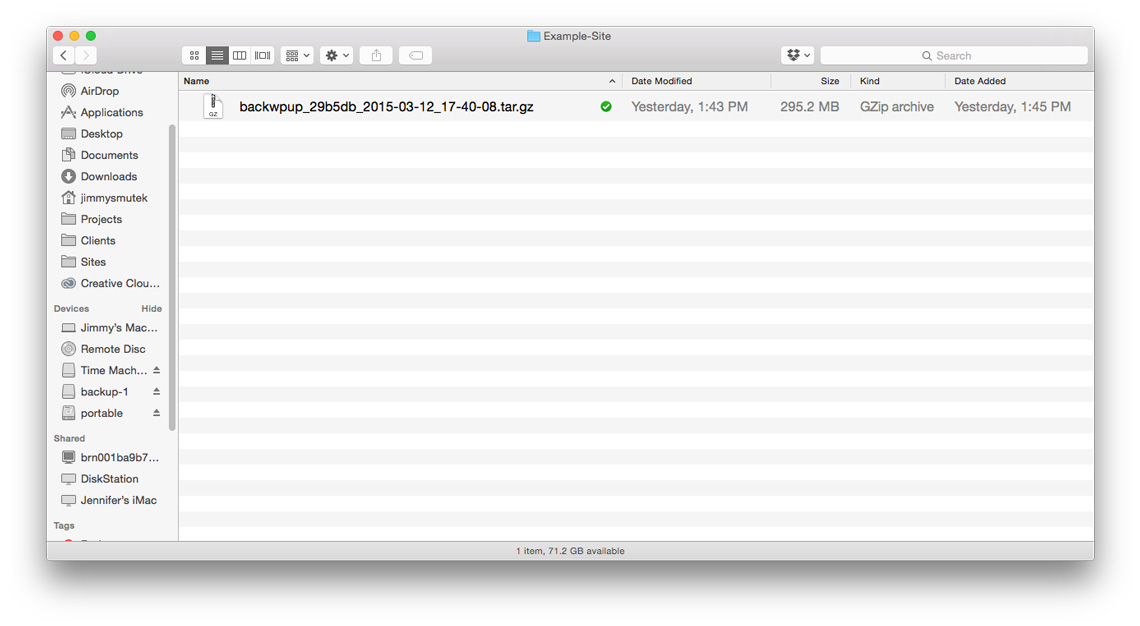 Example-Site
Search
Name Date Modified Size Kind Date Added
GZ backwpup_29b5db_2015-03-12_17-40-08.tar.gz Yesterday, 1:43 PM 295.2 MB GZip archive Yesterday, 1:45 PM
iCloud Drive
AirDrop
Applications
Desktop
Documents
Downloads
jimmysmutek
Projects
Clients
Sites
Creative Clou...
Devices Hide
Jimmy's Mac...
Remote Disc
Time Mach...
backup-1
portable
Shared
brn001ba9b7...
DiskStation
Jennifer's iMac
Tags
1 item, 71.2 GB available